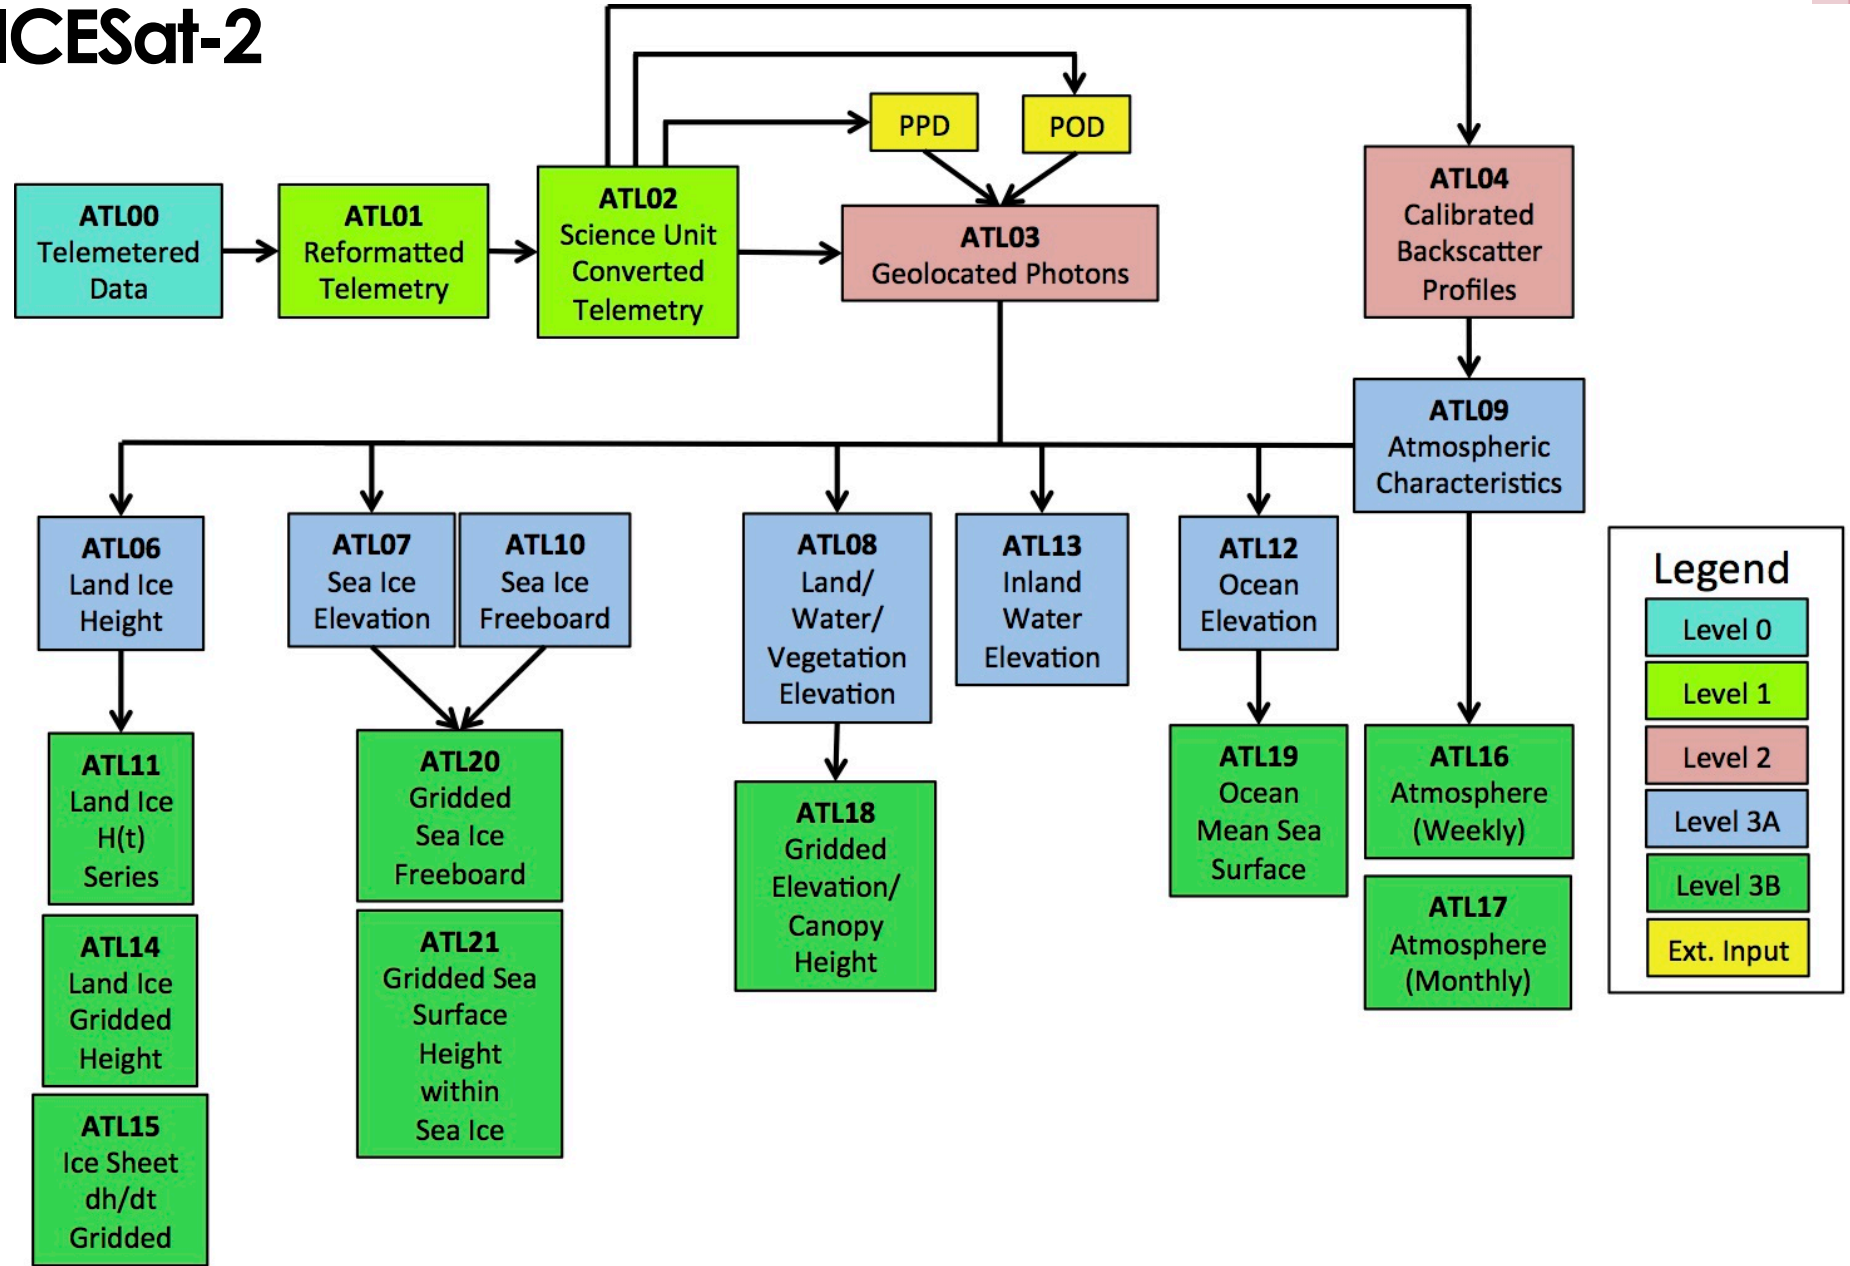 ICESat-2
PPD
POD
ATL00
Telemetered
Data
ATL01
Reformatted
Telemetry
ATL02
Science Unit
Converted
Telemetry
ATL03
Geolocated Photons
ATL04
Calibrated
Backscatter
Profiles
ATL09
Atmospheric
Characteristics
ATL06
Land Ice
Height
ATL07
Sea Ice
Elevation
ATL10
Sea Ice
Freeboard
ATL08
Land/
Water/
Vegetation
Elevation
ATL13
Inland
Water
Elevation
ATL12
Ocean
Elevation
ATL11
Land Ice
H(t)
Series
ATL14
Land Ice
Gridded
Height
ATL15
Ice Sheet
dh/dt
Gridded
ATL20
Gridded
Sea Ice
Freeboard
ATL21
Gridded Sea
Surface
Height
within
Sea Ice
ATL18
Gridded
Elevation/
Canopy
Height
ATL19
Ocean
Mean Sea
Surface
ATL16
Atmosphere
(Weekly)
ATL17
Atmosphere
(Monthly)
Legend
Level 0
Level 1
Level 2
Level 3A
Level 3B
Ext. Input